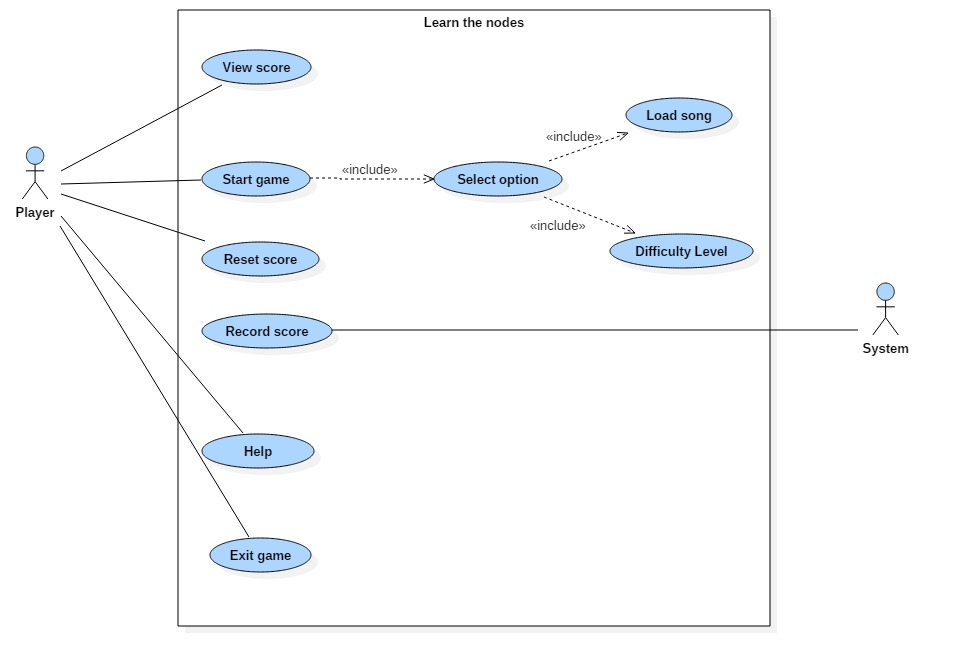 Learn the nodes
View score
Load song
«include»
Player
Start game
«include»
Select option
«include»
Reset score
Difficulty Level
Record score
System
Help
Exit game